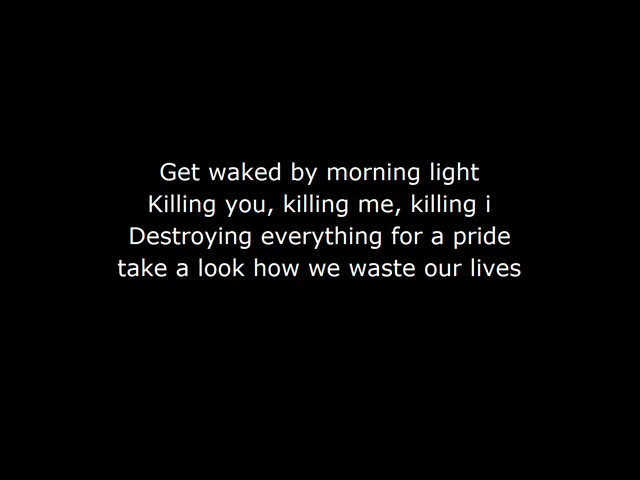 Get waked by morning light
Killing you, killing me, killing i
Destroying everything for a pride
take a look how we waste our lives